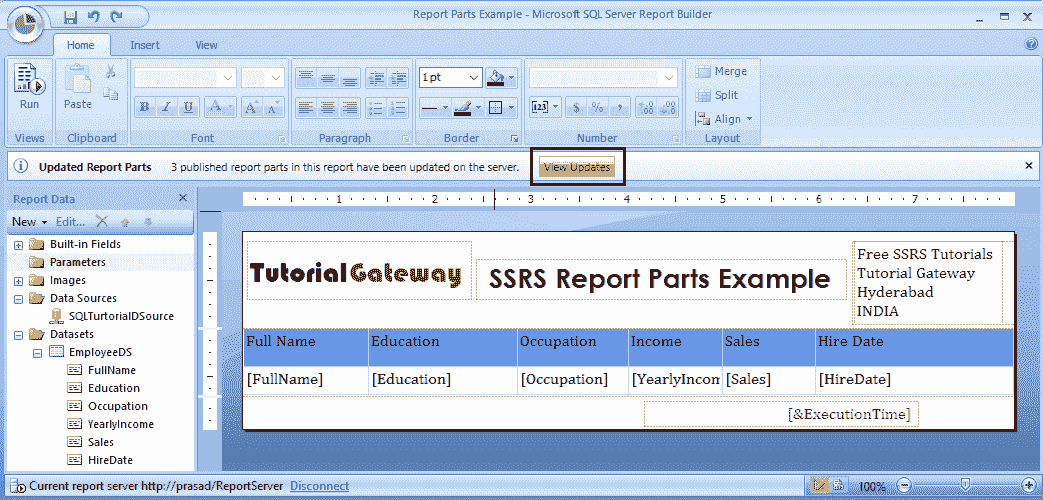 Report Parts Example - Microsoft SQL Server Report Builder
Home Insert View
Run
Paste
1 pt
B I U A A A
123 $ % ,
Merge
Split
Align
Views Clipboard Font Paragraph Border Number Layout
Updated Report Parts 3 published report parts in this report have been updated on the server. View Updates
Report Data
New Edit...
1 2 3 4 5 6 7
Built-in Fields
Parameters
Images
Data Sources
SQLTurtorialDSource
Datasets
EmployeeDS
FullName
Education
Occupation
YearlyIncome
Sales
HireDate
TutorialGateway
SSRS Report Parts Example
Free SSRS Tutorials
Tutorial Gateway
Hyderabad
INDIA
Full Name Education Occupation Income Sales Hire Date
[FullName] [Education] [Occupation] [YearlyIncom [Sales] [HireDate]
[&ExecutionTime]
Current report server http://prasad/ReportServer Disconnect
100%